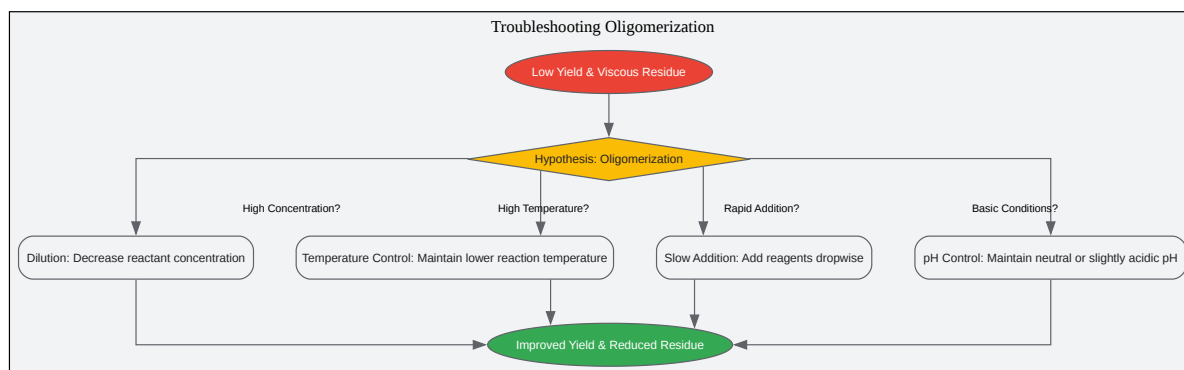 Troubleshooting Oligomerization
Low Yield & Viscous Residue
Hypothesis: Oligomerization
High Concentration?
High Temperature?
Rapid Addition?
Basic Conditions?
Dilution: Decrease reactant concentration
Temperature Control: Maintain lower reaction temperature
Slow Addition: Add reagents dropwise
pH Control: Maintain neutral or slightly acidic pH
Improved Yield & Reduced Residue